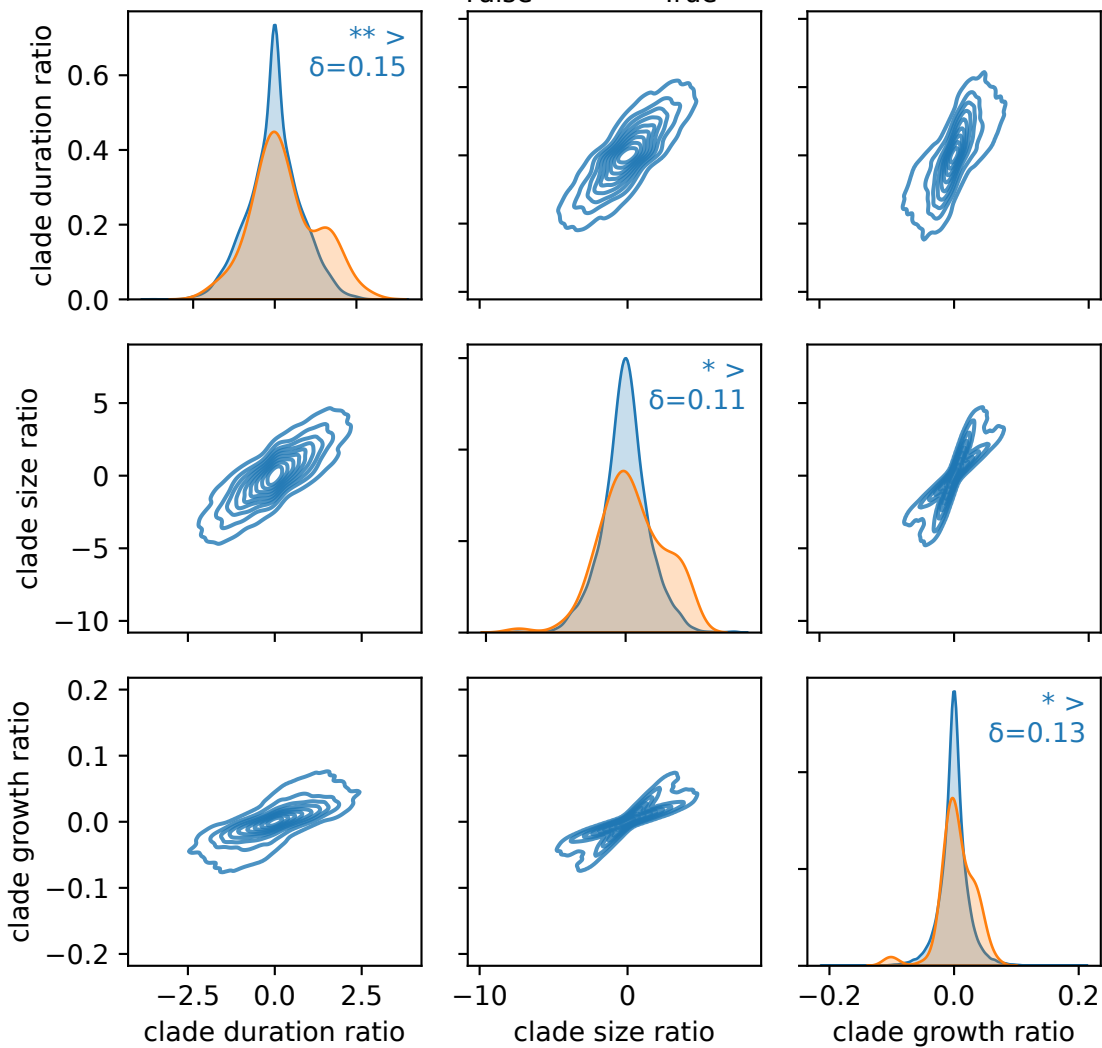 True
clade duration ratio
0.6
0.4
0.2
0.0
** >
δ=0.15
clade size ratio
5
0
−5
−10
* >
δ=0.11
clade growth ratio
0.2
0.1
0.0
−0.1
−0.2
* >
δ=0.13
−2.5
0.0
2.5
−10
0
−0.2
0.0
0.2
clade duration ratio
clade size ratio
clade growth ratio